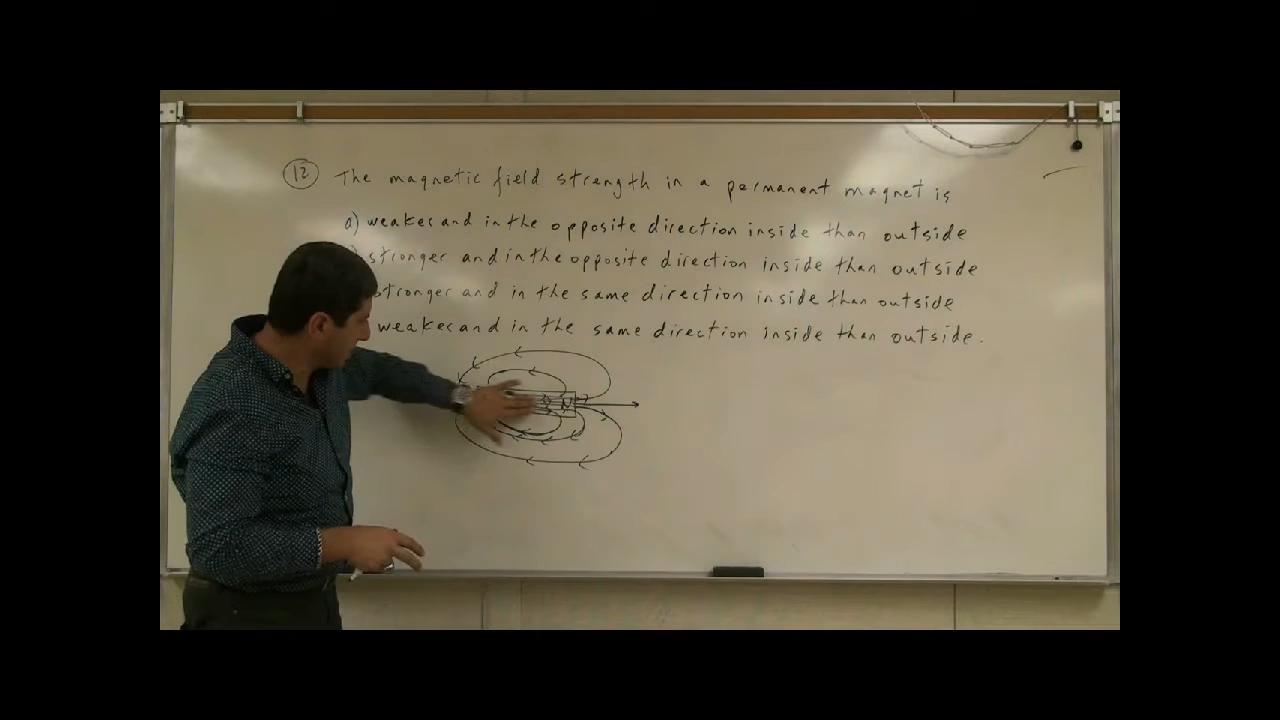 12 The magnetic field strength in a permanent magnet is
a) weaker and in the opposite direction inside than outside
stronger and in the opposite direction inside than outside
stronger and in the same direction inside than outside
weaker and in the same direction inside than outside.
N